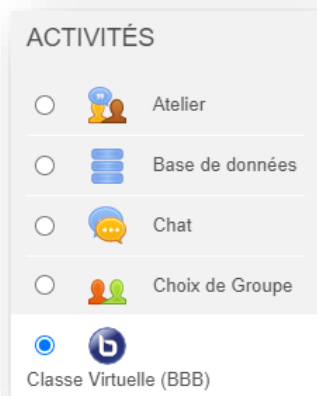 ACTIVITÉS
Atelier
Base de données
Chat
Choix de Groupe
Classe Virtuelle (BBB)